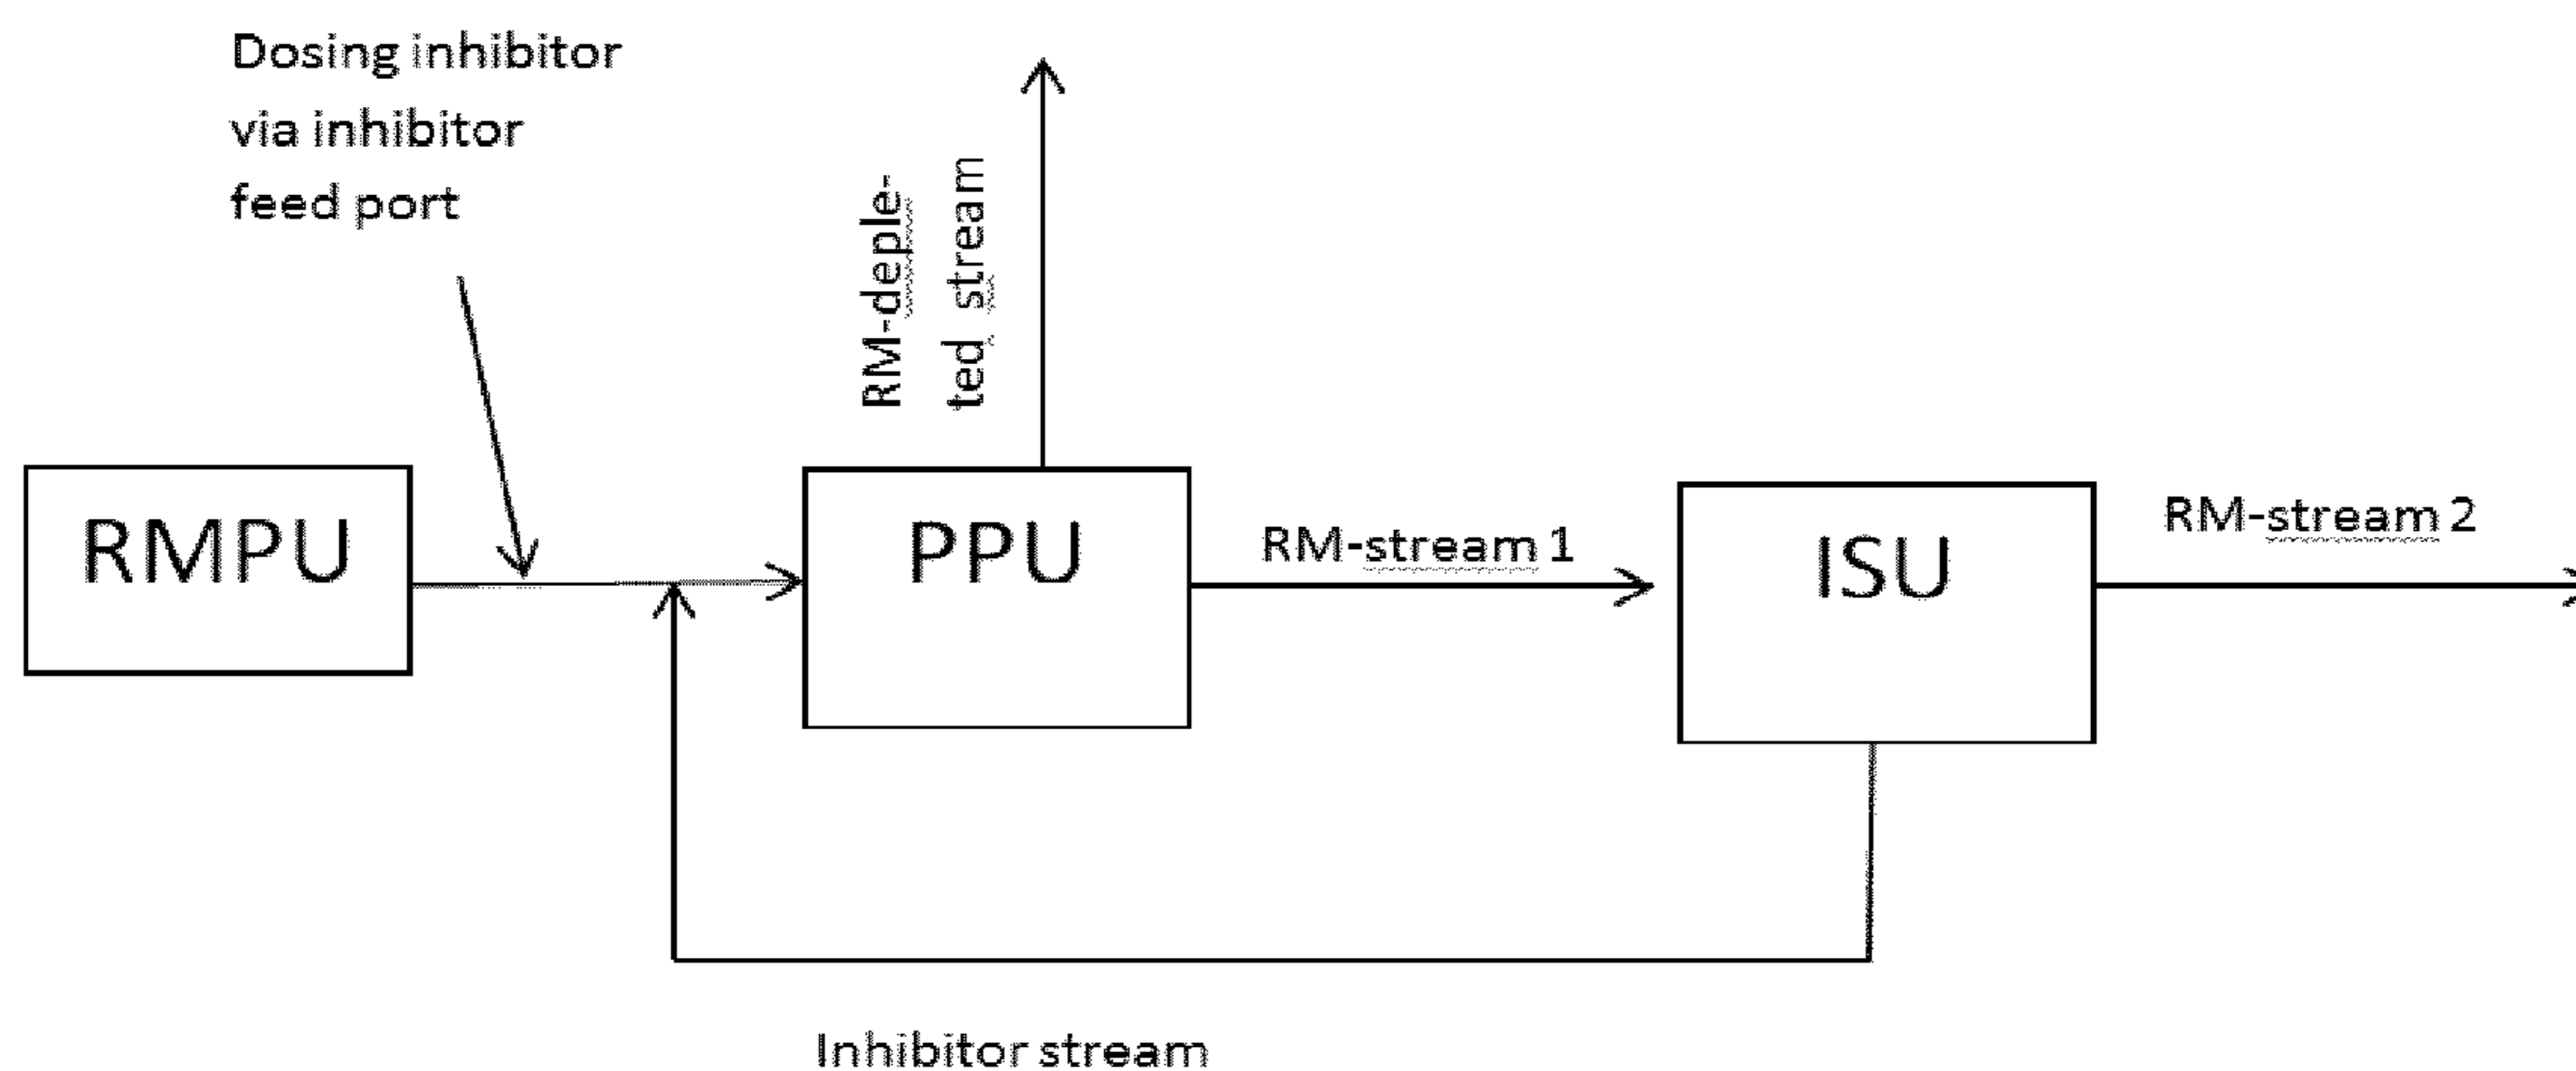 Dosing inhibitor
via inhibitor
feed port
RM-deple-
ted stream
RMPU
PPU
RM-stream 1
ISU
RM-stream 2
Inhibitor stream